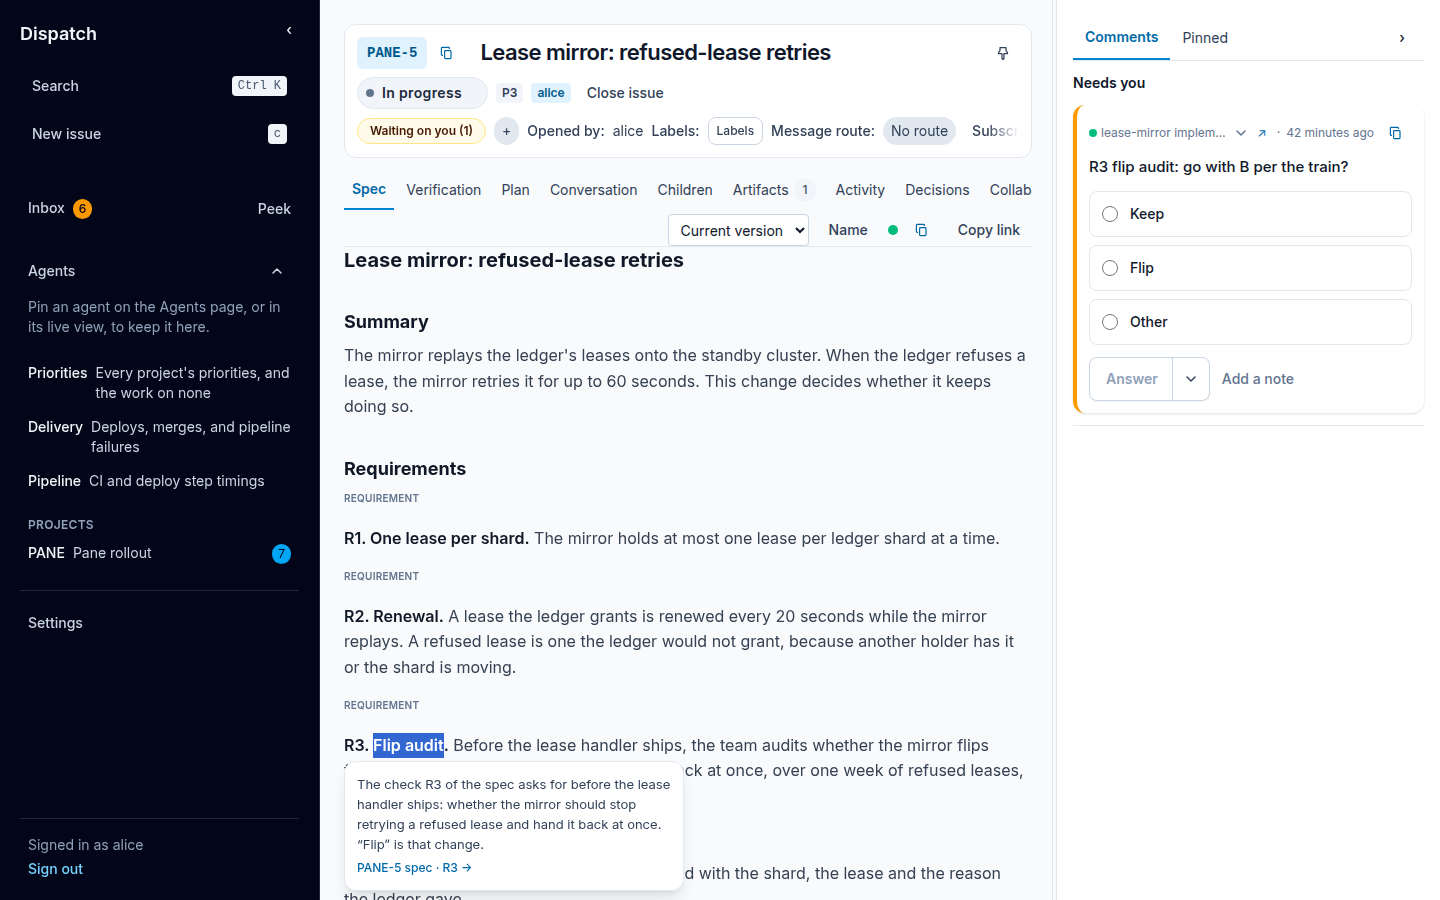 Dispatch
Search
Ctrl K
New issue
c
Inbox 6
Peek
Agents
Pin an agent on the Agents page, or in
its live view, to keep it here.
Priorities Every project's priorities, and
the work on none
Delivery Deploys, merges, and pipeline
failures
Pipeline CI and deploy step timings
PROJECTS
PANE Pane rollout 7
Settings
Signed in as alice
Sign out
PANE-5
Lease mirror: refused-lease retries
In progress
P3
alice
Close issue
Waiting on you (1)
+
Opened by: alice Labels: Labels Message route: No route
Spec
Verification
Plan
Conversation
Children
Artifacts 1
Activity
Decisions
Collab
Current version
Name
Copy link
Lease mirror: refused-lease retries
Summary
The mirror replays the ledger's leases onto the standby cluster. When the ledger refuses a
lease, the mirror retries it for up to 60 seconds. This change decides whether it keeps
doing so.
Requirements
REQUIREMENT
R1. One lease per shard. The mirror holds at most one lease per ledger shard at a time.
REQUIREMENT
R2. Renewal. A lease the ledger grants is renewed every 20 seconds while the mirror
replays. A refused lease is one the ledger would not grant, because another holder has it
or the shard is moving.
REQUIREMENT
R3. Flip audit. Before the lease handler ships, the team audits whether the mirror flips
at once, over one week of refused leases,
The check R3 of the spec asks for before the lease
handler ships: whether the mirror should stop
retrying a refused lease and hand it back at once.
“Flip” is that change.
PANE-5 spec · R3 →
with the shard, the lease and the reason
the ledger gave
Comments
Pinned
Needs you
lease-mirror implem... · 42 minutes ago
R3 flip audit: go with B per the train?
Keep
Flip
Other
Answer
Add a note